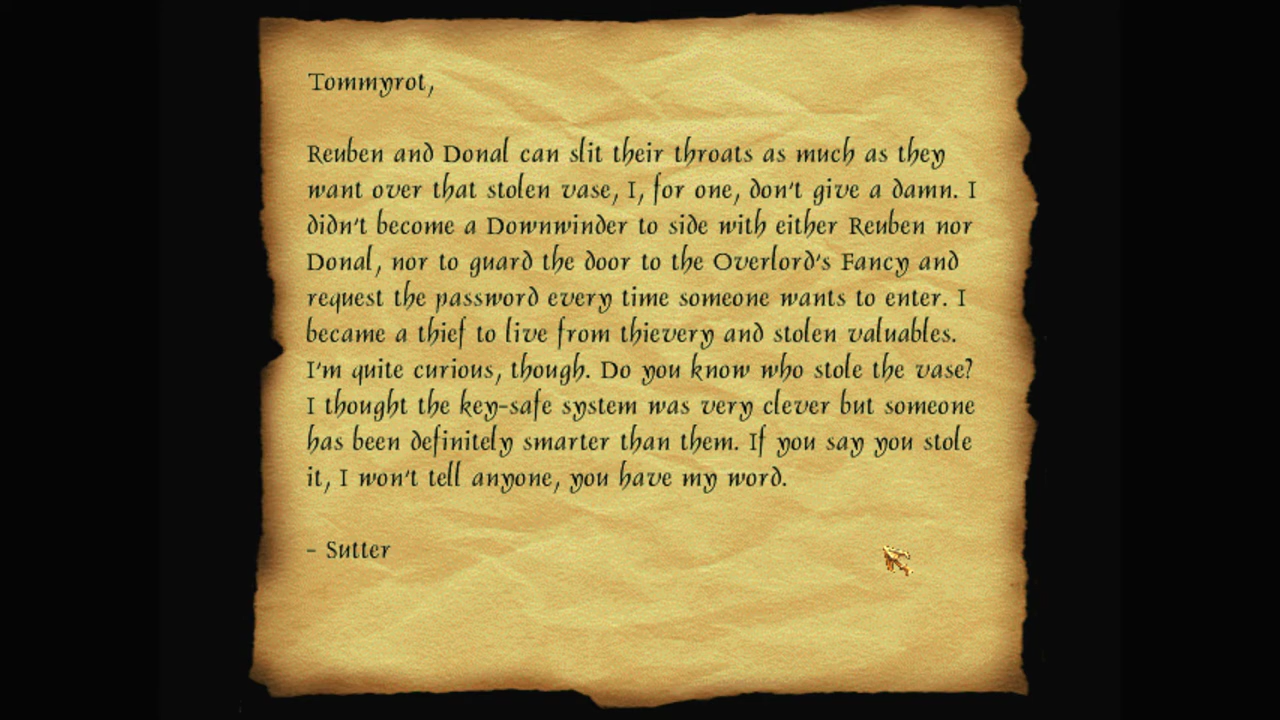 Tommyrot,
Reuben and Donal can slit their throats as much as they
want over that stolen vase, I, for one, don't give a damn. I
didn't become a Downwinder to side with either Reuben nor
Donal, nor to guard the door to the Overlord's Fancy and
request the password every time someone wants to enter. I
became a thief to live from thievery and stolen valuables.
I'm quite curious, though. Do you know who stole the vase?
I thought the key-safe system was very clever but someone
has been definitely smarter than them. If you say you stole
it, I won't tell anyone, you have my word.
- Sutter